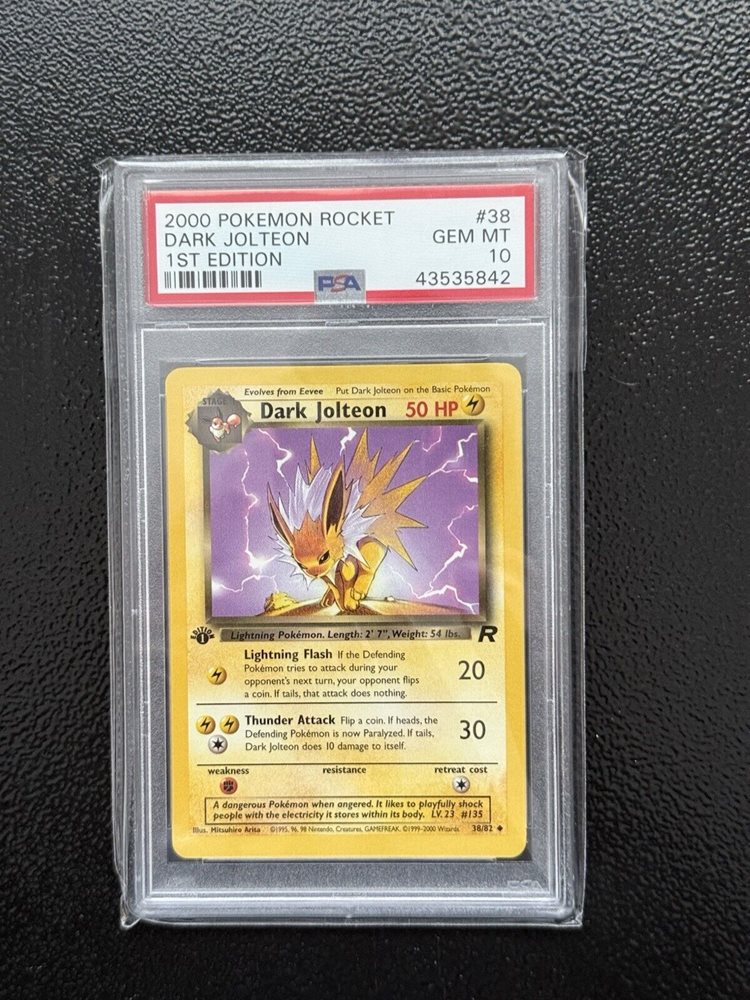 2000 POKEMON ROCKET #38
DARK JOLTEON GEM MT
1ST EDITION 10
PSA 43535842
Evolves from Eevee Put Dark Jolteon on the Basic Pokémon
STAGE 1
Dark Jolteon 50 HP
EDITION 1
Lightning Pokémon. Length: 2' 7", Weight: 54 lbs. R
Lightning Flash If the Defending
Pokémon tries to attack during your
opponent's next turn, your opponent flips
a coin. If tails, that attack does nothing.
20
Thunder Attack Flip a coin. If heads, the
Defending Pokémon is now Paralyzed. If tails,
Dark Jolteon does 10 damage to itself.
30
weakness resistance retreat cost
A dangerous Pokémon when angered. It likes to playfully shock
people with the electricity it stores within its body. LV. 23 #135
Illus. Mitsuhiro Arita ©1995, 96, 98 Nintendo, Creatures, GAMEFREAK. ©1999-2000 Wizards. 38/82
PSA